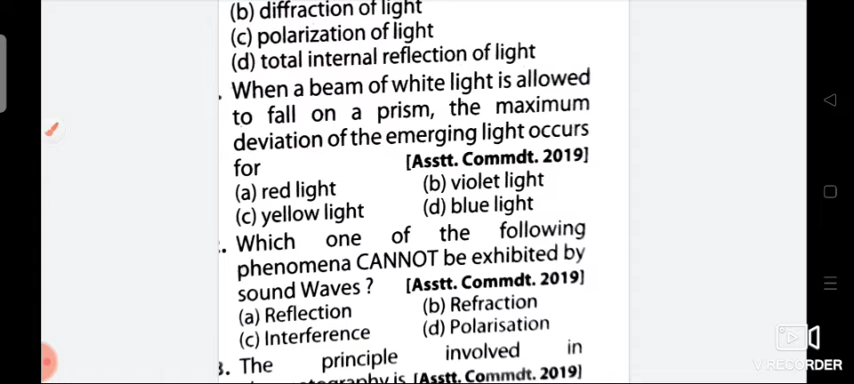 (b) diffraction of light
(c) polarization of light
(d) total internal reflection of light
. When a beam of white light is allowed
to fall on a prism, the maximum
deviation of the emerging light occurs
for [Asstt. Commdt. 2019]
(a) red light (b) violet light
(c) yellow light (d) blue light
. Which one of the following
phenomena CANNOT be exhibited by
sound Waves ? [Asstt. Commdt. 2019]
(a) Reflection (b) Refraction
(c) Interference (d) Polarisation
3. The principle involved in
is [Asstt. Commdt. 2019]
V RECORDER